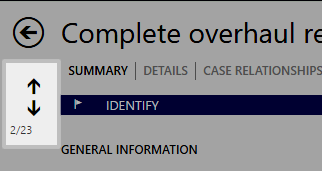 Complete overhaul re
SUMMARY | DETAILS | CASE RELATIONSHIPS
IDENTIFY
2/23
GENERAL INFORMATION